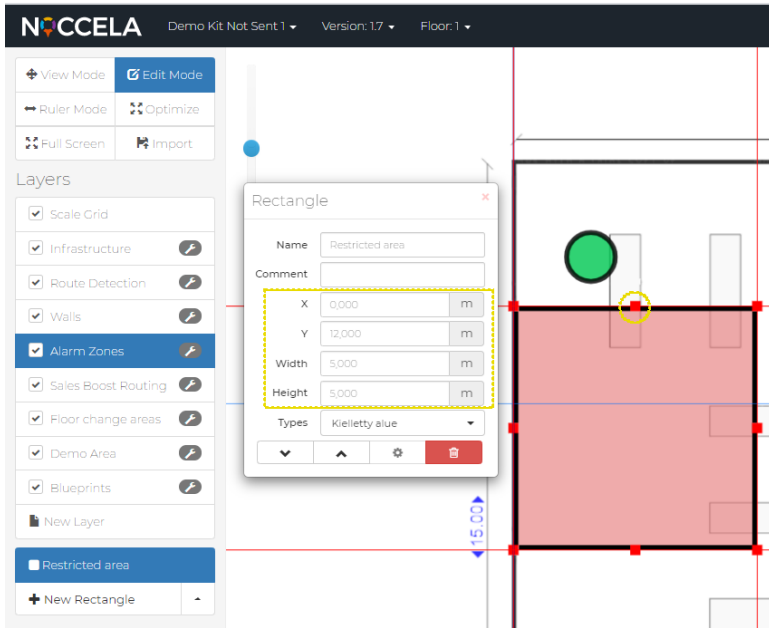 NOCCELA Demo Kit Not Sent 1 Version: 1.7 Floor: 1
View Mode Edit Mode
Ruler Mode Optimize
Full Screen Import
Layers
Scale Grid
Infrastructure
Route Detection
Walls
Alarm Zones
Sales Boost Routing
Floor change areas
Demo Area
Blueprints
New Layer
Restricted area
New Rectangle
Rectangle ×
Name Restricted area
Comment
X 0,000 m
Y 12,000 m
Width 5,000 m
Height 5,000 m
Types Kielletty alue
15.00